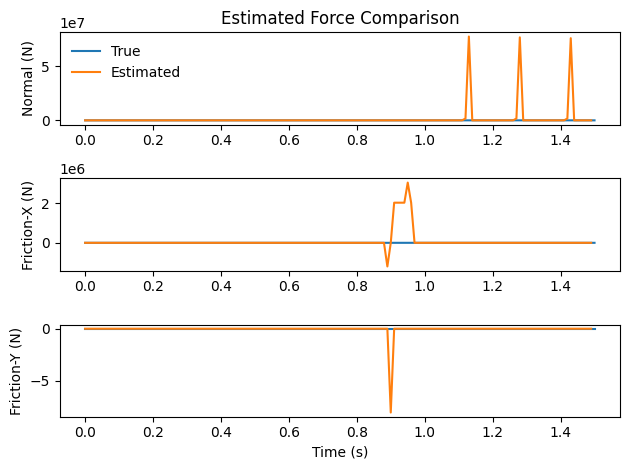 Estimated Force Comparison
1e7
Normal (N)
5
0
True
Estimated
0.0 0.2 0.4 0.6 0.8 1.0 1.2 1.4
1e6
Friction-X (N)
2
0
0.0 0.2 0.4 0.6 0.8 1.0 1.2 1.4
Friction-Y (N)
0
−5
0.0 0.2 0.4 0.6 0.8 1.0 1.2 1.4
Time (s)